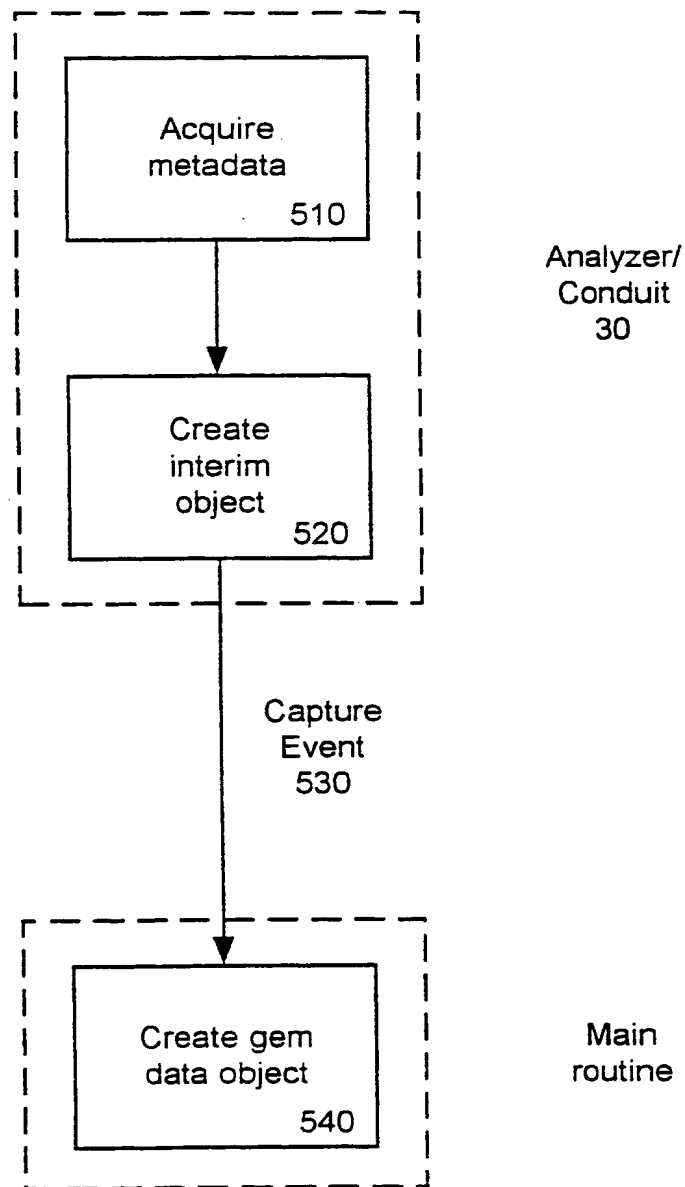 Acquire
metadata
510
Analyzer/
Conduit
30
Create
interim
object
520
Capture
Event
530
Create gem
data object
540
Main
routine